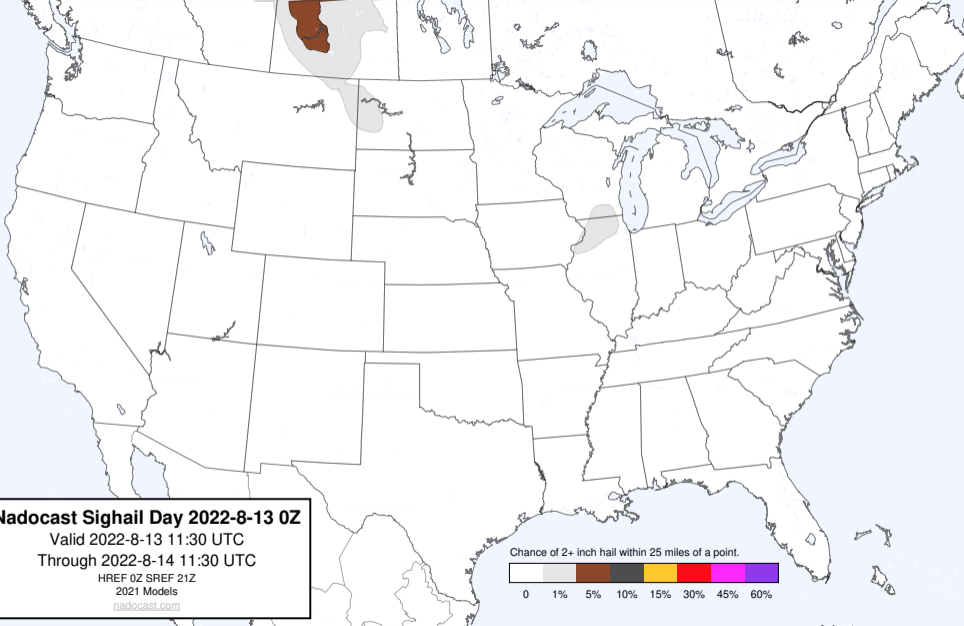 Nadocast Sighail Day 2022-8-13 0Z
Valid 2022-8-13 11:30 UTC
Through 2022-8-14 11:30 UTC
HREF 0Z SREF 21Z
2021 Models
nadocast.com
Chance of 2+ inch hail within 25 miles of a point.
0 1% 5% 10% 15% 30% 45% 60%